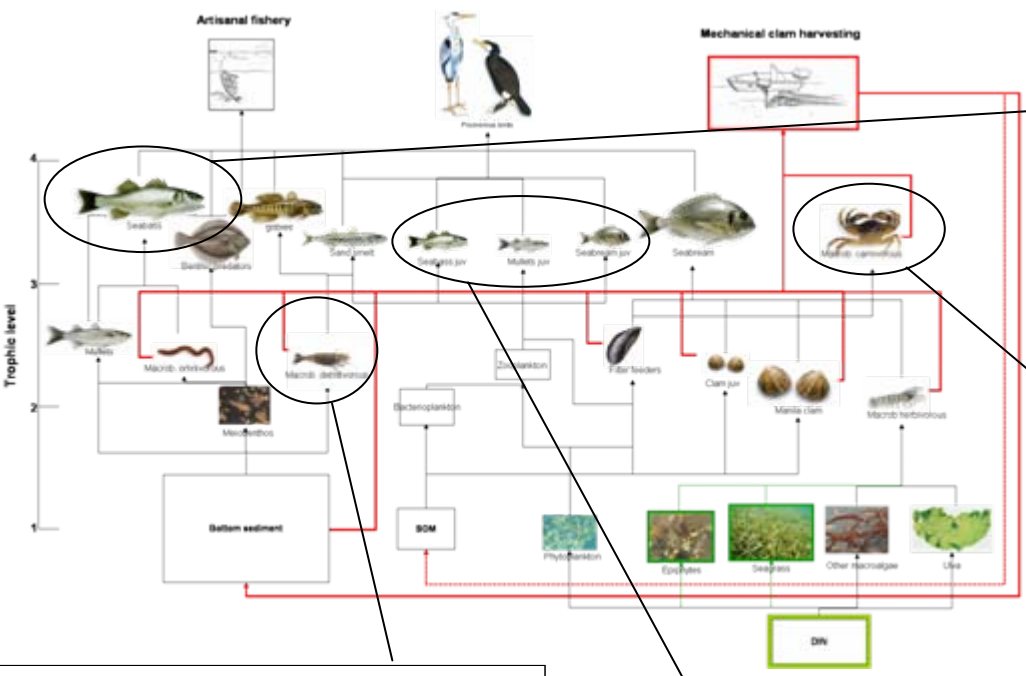 Artisanal fishery
Mechanical clam harvesting
Piscivorous birds
Trophic level
4
3
2
1
Seabass
Benthic predators
gobies
Sand smelt
Seabass juv
Mullets juv
Seabream juv
Seabream
Macrob carnivorous
Mullets
Macrob. omnivorous
Macrob. detritivorous
Zooplankton
Filter feeders
Clam juv
Manila clam
Macrob herbivorous
Meiobenthos
Bacterioplankton
Bottom sediment
Phytoplankton
Epiphytes
Seagrass
Other macroalgae
Ulva
DIN